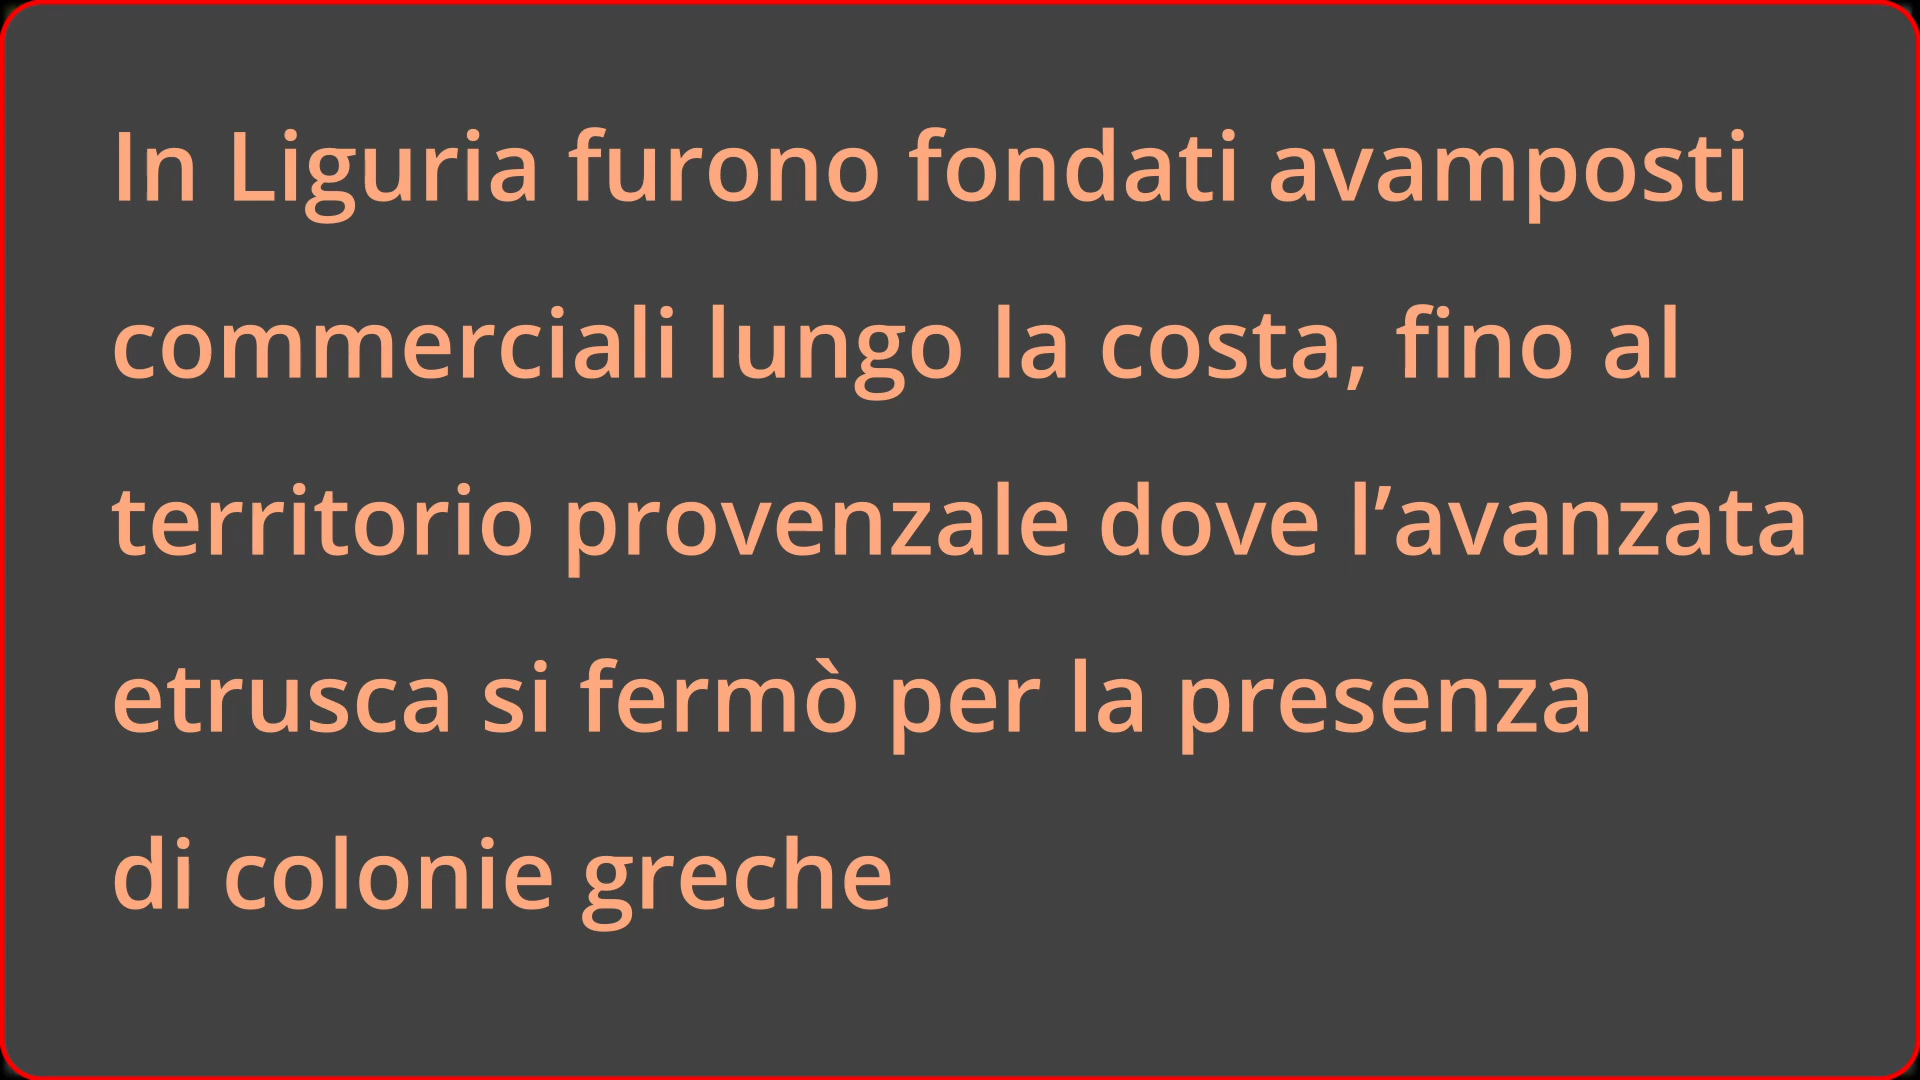 In Liguria furono fondati avamposti
commerciali lungo la costa, fino al
territorio provenzale dove l’avanzata
etrusca si fermò per la presenza
di colonie greche